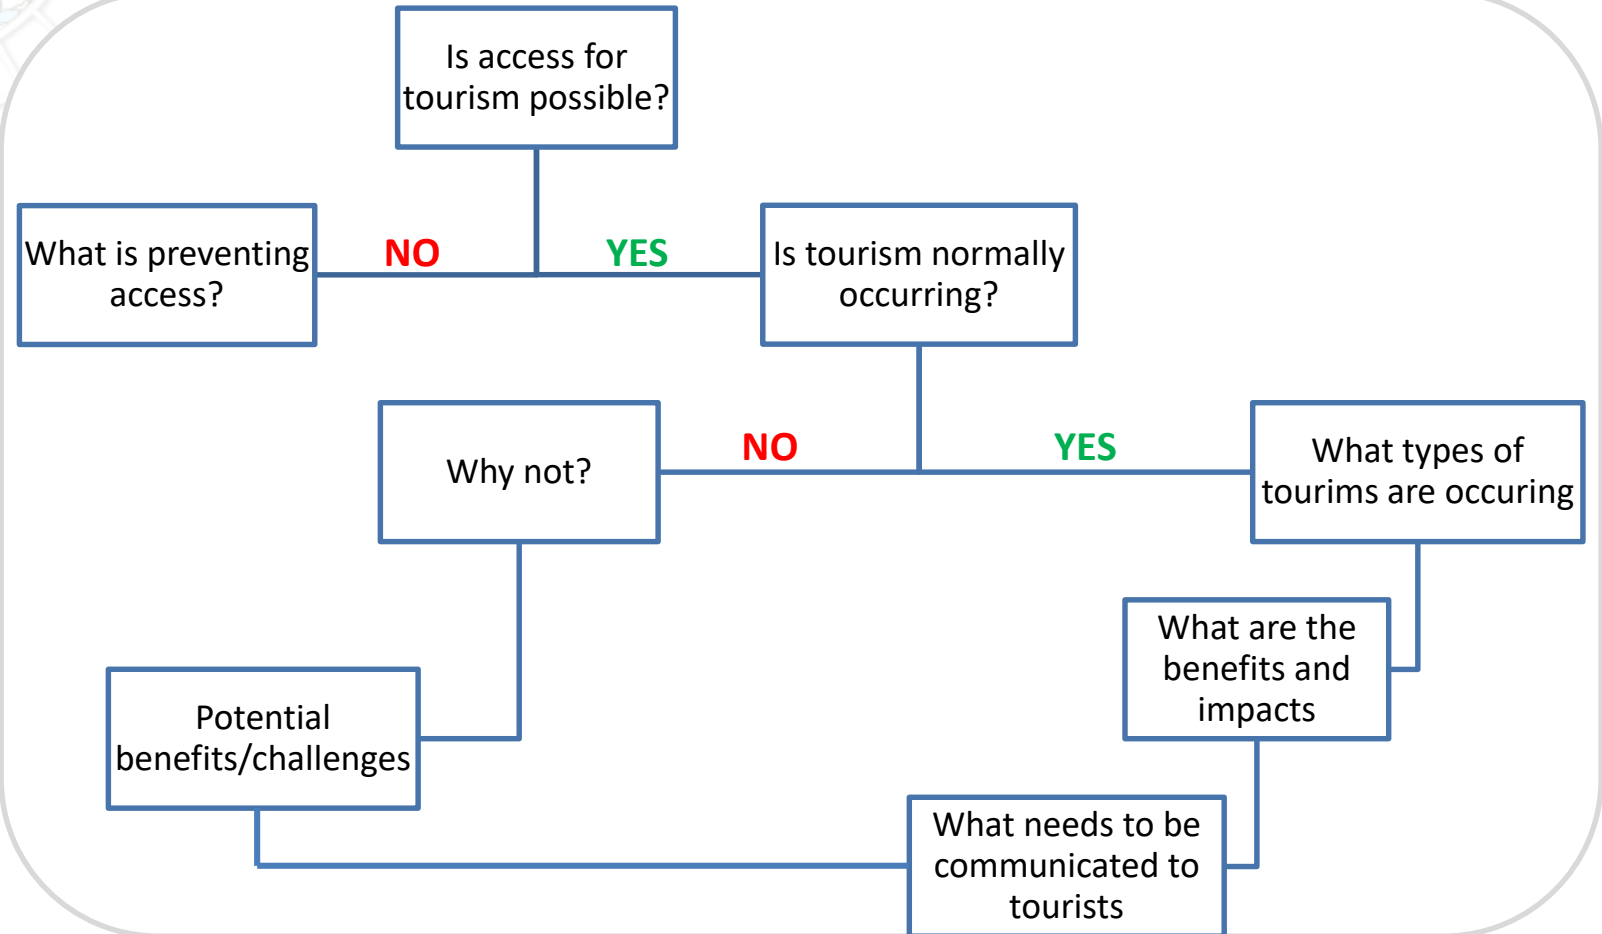 Is access for
tourism possible?
What is preventing
access?
NO
YES
Is tourism normally
occurring?
Why not?
NO
YES
What types of
tourims are occuring
What are the
benefits and
impacts
Potential
benefits/challenges
What needs to be
communicated to
tourists